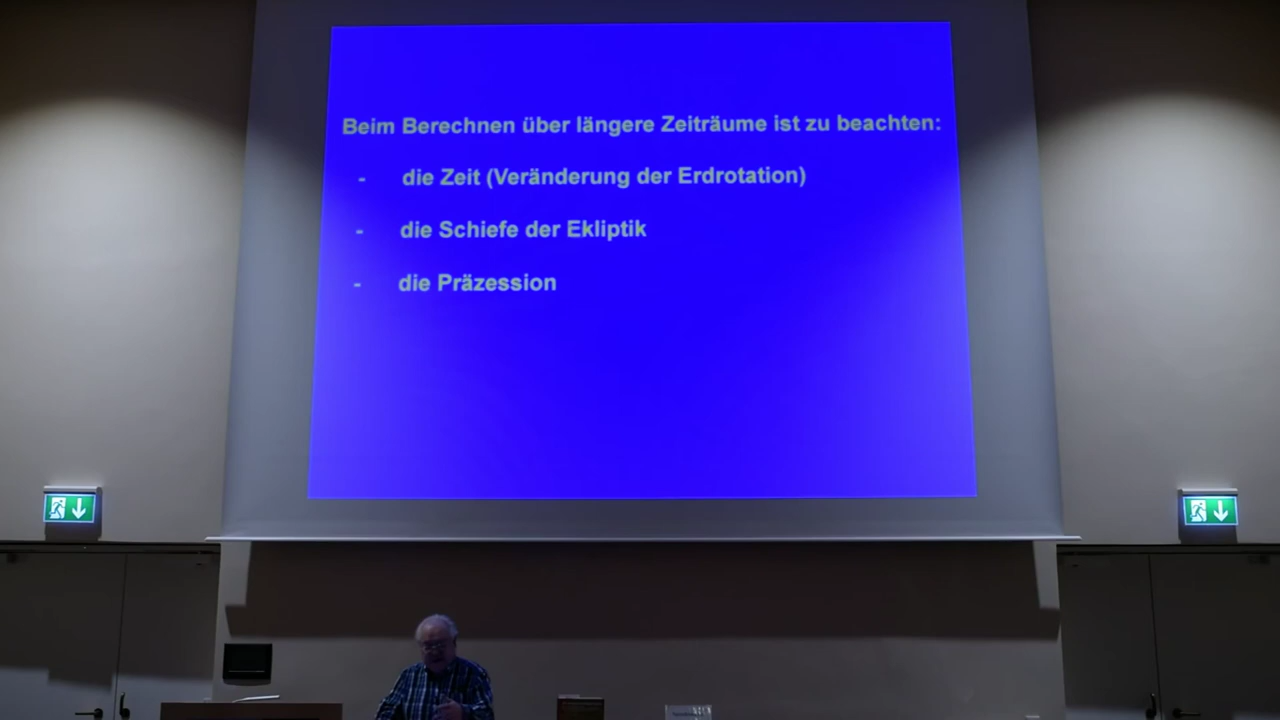 Beim Berechnen über längere Zeiträume ist zu beachten:
- die Zeit (Veränderung der Erdrotation)
- die Schiefe der Ekliptik
- die Präzession